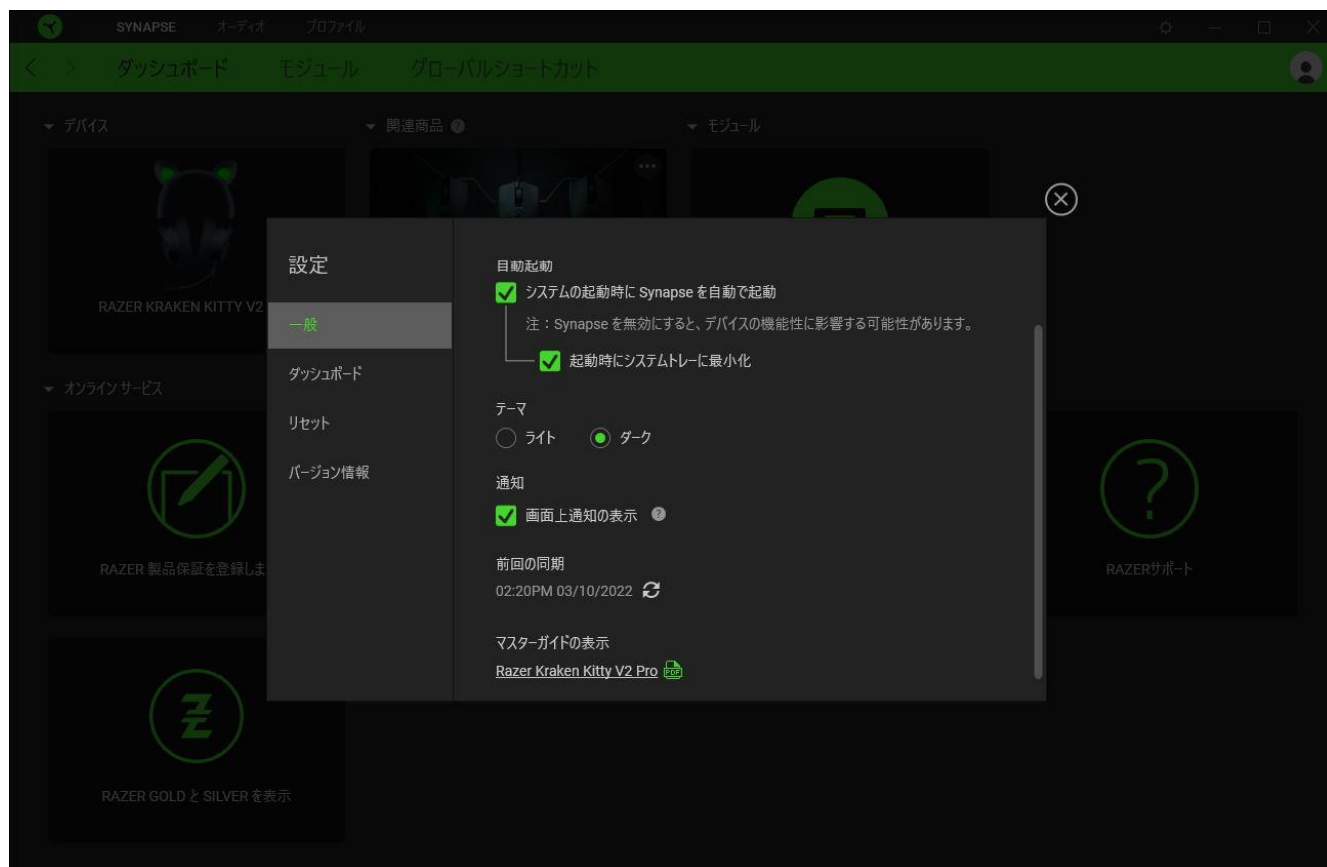 SYNAPSE オーディオ プロファイル
ダッシュボード モジュール グローバルショートカット
デバイス 関連商品 モジュール
RAZER KRAKEN KITTY V2
オンライン サービス
RAZER 製品保証を登録しま
RAZERサポート
RAZER GOLD と SILVER を表示
設定
一般
ダッシュボード
リセット
バージョン情報
自動起動
システムの起動時に Synapse を自動で起動
注：Synapse を無効にすると、デバイスの機能性に影響する可能性があります。
起動時にシステムトレーに最小化
テーマ
ライト ダーク
通知
画面上通知の表示
前回の同期
02:20PM 03/10/2022
マスターガイドの表示
Razer Kraken Kitty V2 Pro PDF